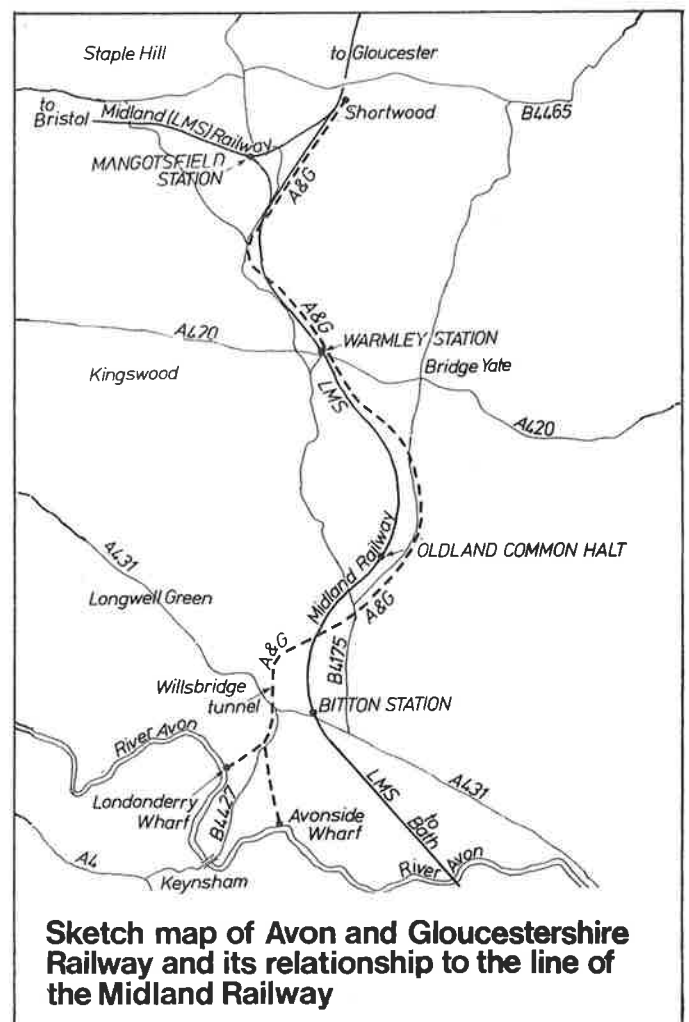 Staple Hill
to Gloucester
to
Bristol
Midland (LMS) Railway
Shortwood
B4465
MANGOTSFIELD
STATION
A&G
A&G
A420
WARMLEY STATION
Kingswood
LMS
Bridge Yate
A420
A431
Midland Railway
OLDLAND COMMON HALT
Longwell Green
A&G
A&G
B4175
Willsbridge
tunnel
BITTON STATION
River Avon
LMS
to
Bath
A431
Londonderry
Wharf
B4427
Avonside
Wharf
A4
Keynsham
River Avon
Sketch map of Avon and Gloucestershire
Railway and its relationship to the line of
the Midland Railway